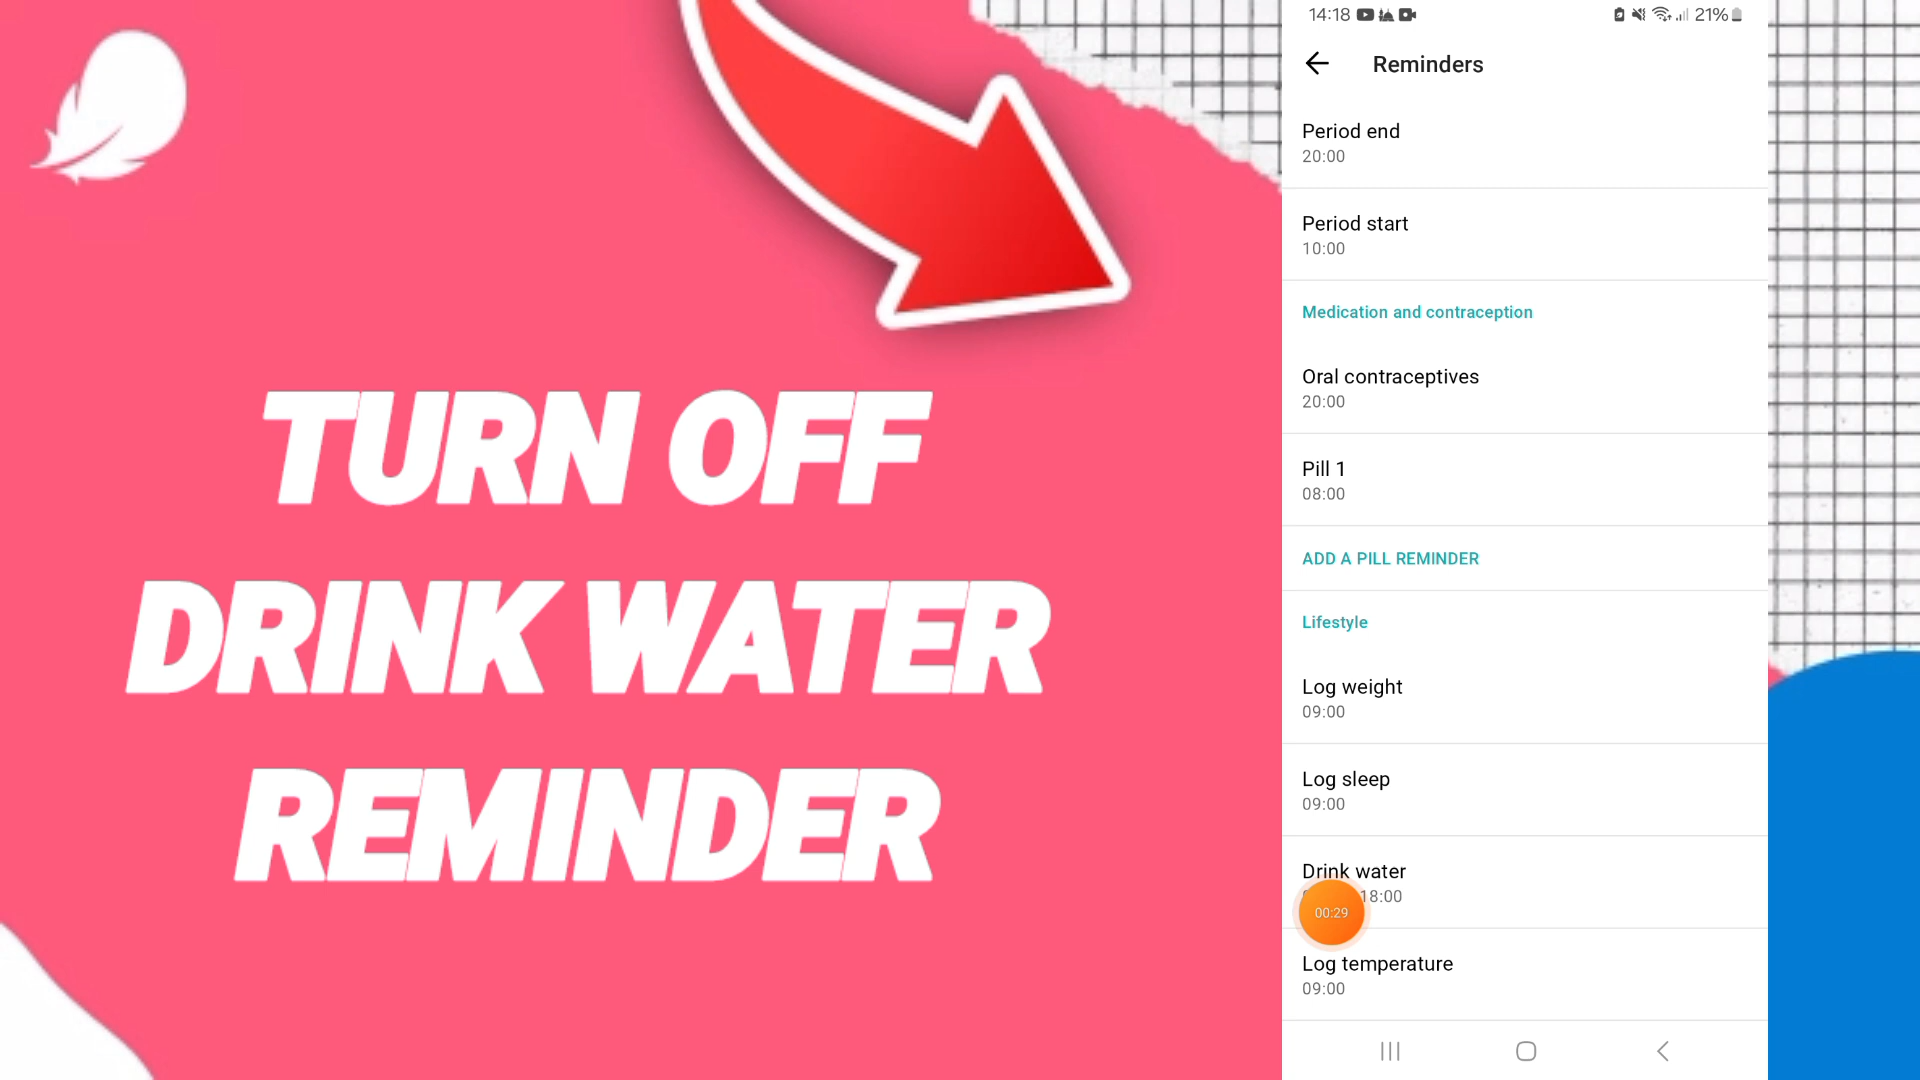 TURN OFF
DRINK WATER
REMINDER
14:18 21%
Reminders
Period end
20:00
Period start
10:00
Medication and contraception
Oral contraceptives
20:00
Pill 1
08:00
ADD A PILL REMINDER
Lifestyle
Log weight
09:00
Log sleep
09:00
Drink water
18:00
00:29
Log temperature
09:00